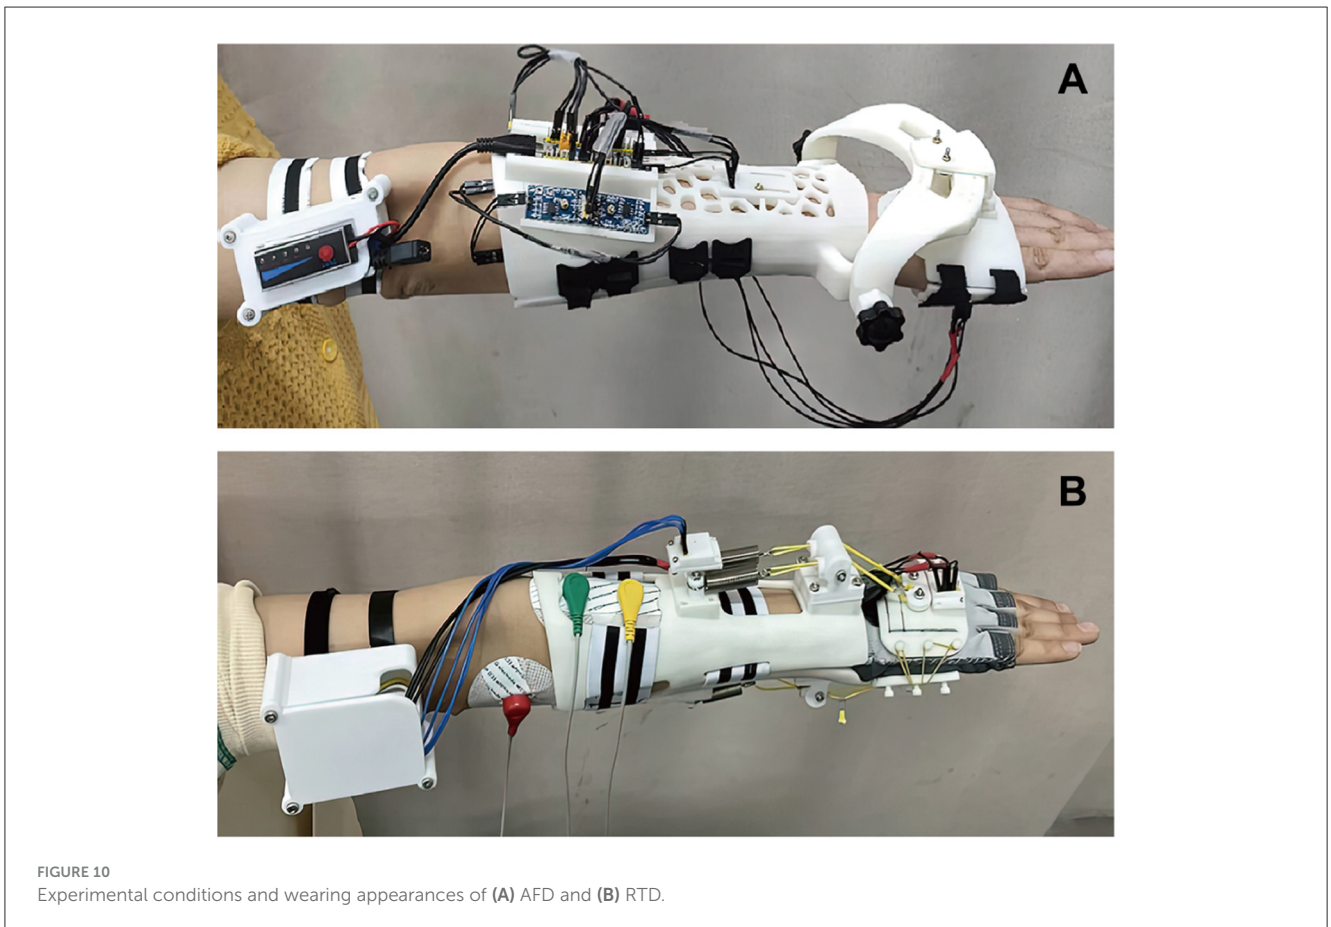 A
B
FIGURE 10
Experimental conditions and wearing appearances of (A) AFD and (B) RTD.